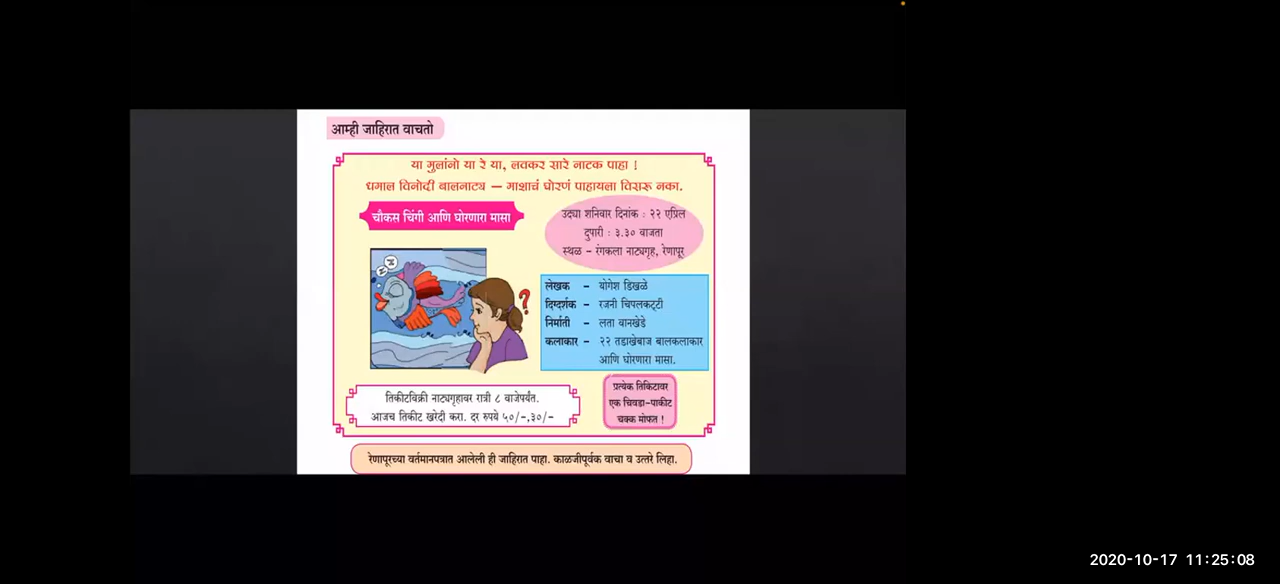 आम्ही जाहिरात वाचतो
या मुलांनो या रे या, लवकर सारे नाटक पाहा !
धमाल विनोदी बालनाट्य — माशाचं घोरणं पाहायला विसरू नका.
चौकस चिंगी आणि घोरणारा मासा
उद्या शनिवार दिनांक : २२ एप्रिल
दुपारी : ३.३० वाजता
स्थळ – रंगकला नाट्यगृह, रेणापूर
लेखक – योगेश डिखळे
दिग्दर्शक – रजनी चिपलकट्टी
निर्माती – लता वानखेडे
कलाकार – २२ तडाखेबाज बालकलाकार
आणि घोरणारा मासा.
?
तिकीटविक्री नाट्यगृहावर रात्री ८ वाजेपर्यंत.
आजच तिकीट खरेदी करा. दर रुपये ५०/-,३०/-
प्रत्येक तिकिटावर
एक चिवडा-पाकीट
चक्क मोफत !
रेणापूरच्या वर्तमानपत्रात आलेली ही जाहिरात पाहा. काळजीपूर्वक वाचा व उत्तरे लिहा.
2020-10-17 11:25:08